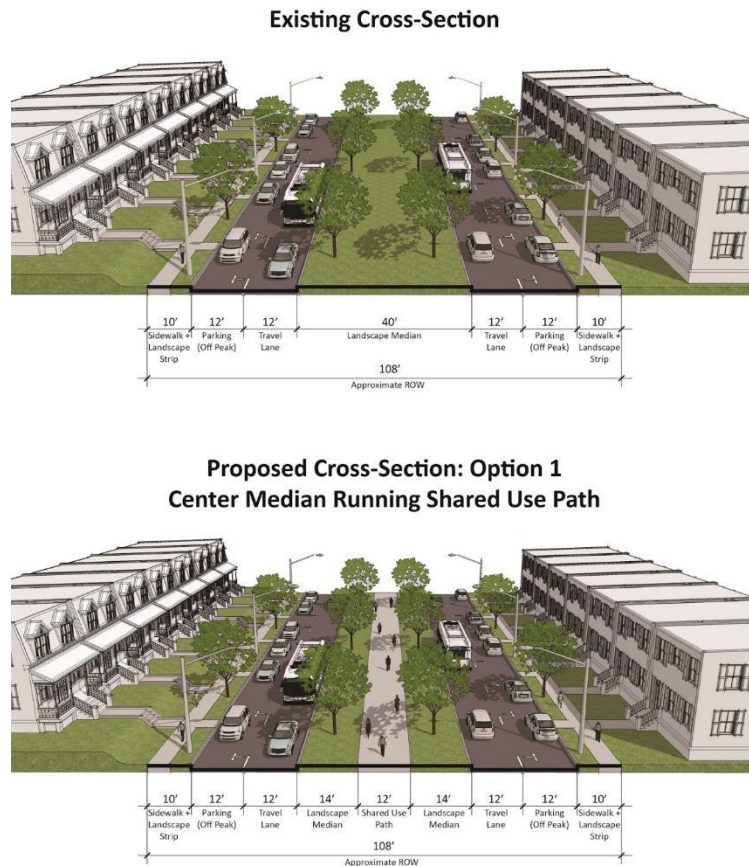 Existing Cross-Section
10' 12' 12' 40' 12' 12' 10'
Sidewalk + Landscape Strip Parking (Off Peak) Travel Lane Landscape Median Travel Lane Parking (Off Peak) Sidewalk + Landscape Strip
108'
Approximate ROW
Proposed Cross-Section: Option 1
Center Median Running Shared Use Path
10' 12' 12' 14' 12' 14' 12' 12' 10'
Sidewalk + Landscape Strip Parking (Off Peak) Travel Lane Landscape Median Shared Use Path Landscape Median Travel Lane Parking (Off Peak) Sidewalk + Landscape Strip
108'
Approximate ROW